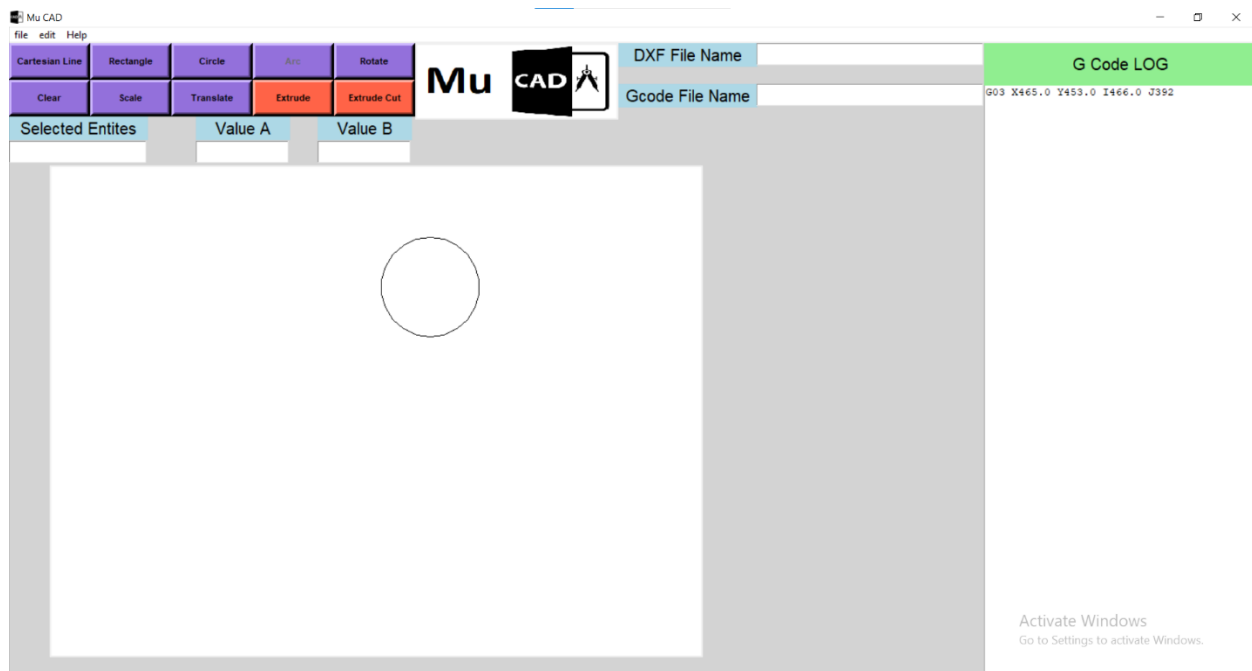 Mu CAD
file edit Help
Cartesian Line Rectangle Circle Arc Rotate
Clear Scale Translate Extrude Extrude Cut
Mu CAD
DXF File Name
Gcode File Name
G Code LOG
G03 X465.0 Y453.0 I466.0 J392
Selected Entites Value A Value B
Activate Windows
Go to Settings to activate Windows.